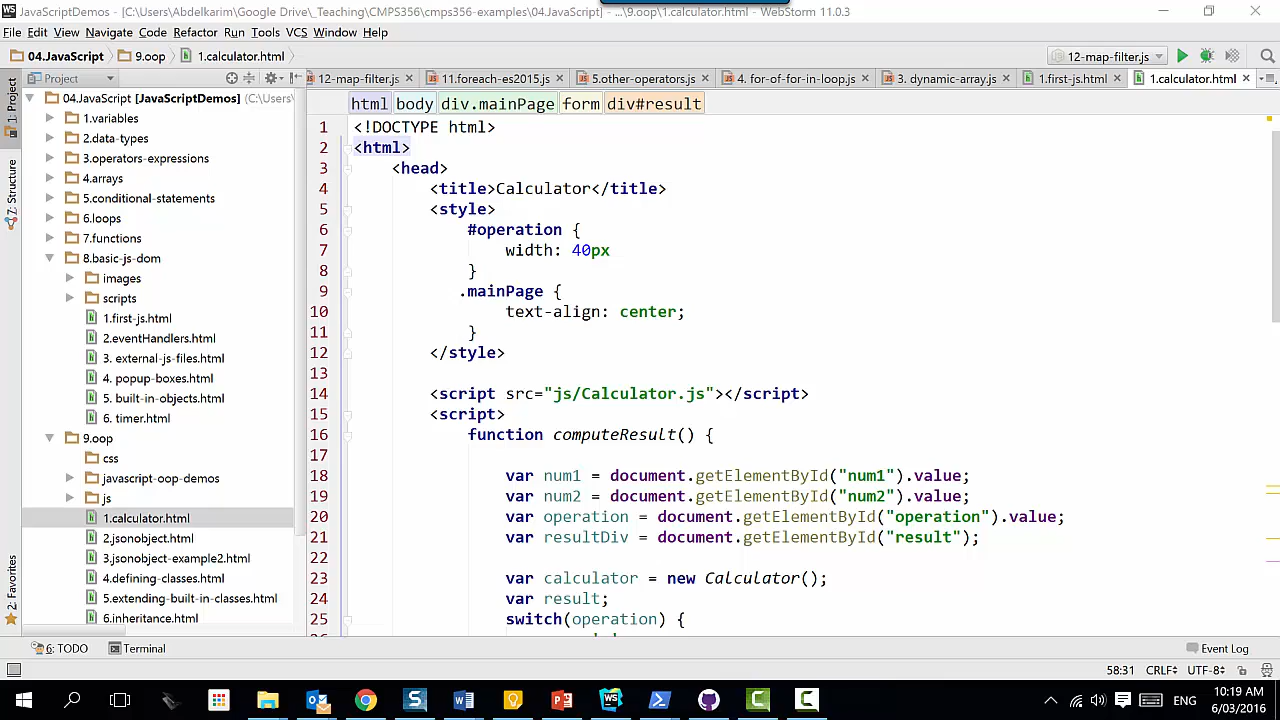 JavaScriptDemos - [C:\Users\Abdelkarim\Google Drive\_Teaching\CMPS356\cmps356-examples\04.JavaScript] - ...\9.oop\1.calculator.html - WebStorm 11.0.3
File Edit View Navigate Code Refactor Run Tools VCS Window Help
04.JavaScript 9.oop 1.calculator.html 12-map-filter.js
Project 12-map-filter.js 11.foreach-es2015.js 5.other-operators.js 4. for-of-for-in-loop.js 3. dynamic-array.js 1.first-js.html 1.calculator.html
1: Project
7: Structure
2: Favorites
04.JavaScript [JavaScriptDemos] (C:\Users\
1.variables
2.data-types
3.operators-expressions
4.arrays
5.conditional-statements
6.loops
7.functions
8.basic-js-dom
images
scripts
1.first-js.html
2.eventHandlers.html
3. external-js-files.html
4. popup-boxes.html
5. built-in-objects.html
6. timer.html
9.oop
css
javascript-oop-demos
js
1.calculator.html
2.jsonobject.html
3.jsonobject-example2.html
4.defining-classes.html
5.extending-built-in-classes.html
6.inheritance.html
html body div.mainPage form div#result
1 <!DOCTYPE html>
2 <html>
3 <head>
4 <title>Calculator</title>
5 <style>
6 #operation {
7 width: 40px
8 }
9 .mainPage {
10 text-align: center;
11 }
12 </style>
13
14 <script src="js/Calculator.js"></script>
15 <script>
16 function computeResult() {
17
18 var num1 = document.getElementById("num1").value;
19 var num2 = document.getElementById("num2").value;
20 var operation = document.getElementById("operation").value;
21 var resultDiv = document.getElementById("result");
22
23 var calculator = new Calculator();
24 var result;
25 switch(operation) {
6: TODO Terminal Event Log
58:31 CRLF UTF-8
ENG 10:19 AM
6/03/2016